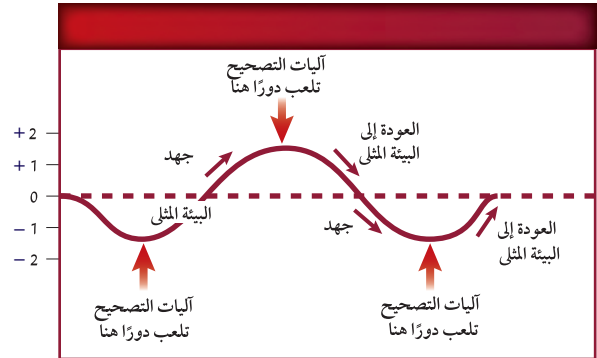 آليات التصحيح
تلعب دورًا هنا
العودة إلى
البيئة المثلى
جهد
+ 2
+ 1
0
– 1
– 2
البيئة المثلى
جهد
العودة إلى
البيئة المثلى
آليات التصحيح
تلعب دورًا هنا
آليات التصحيح
تلعب دورًا هنا